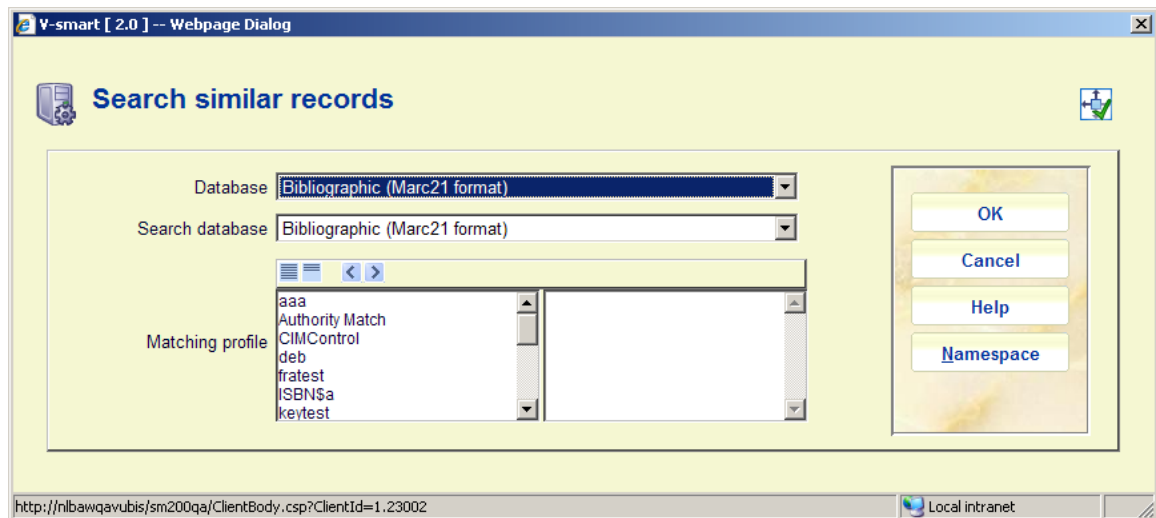 V-smart [ 2.0 ] -- Webpage Dialog
Search similar records
Database Bibliographic (Marc21 format)
Search database Bibliographic (Marc21 format)
Matching profile
aaa
Authority Match
CIMControl
deb
fratest
ISBN$a
keytest
OK
Cancel
Help
Namespace
http://nlbawqavubis/sm200qa/ClientBody.csp?ClientId=1.23002
Local intranet